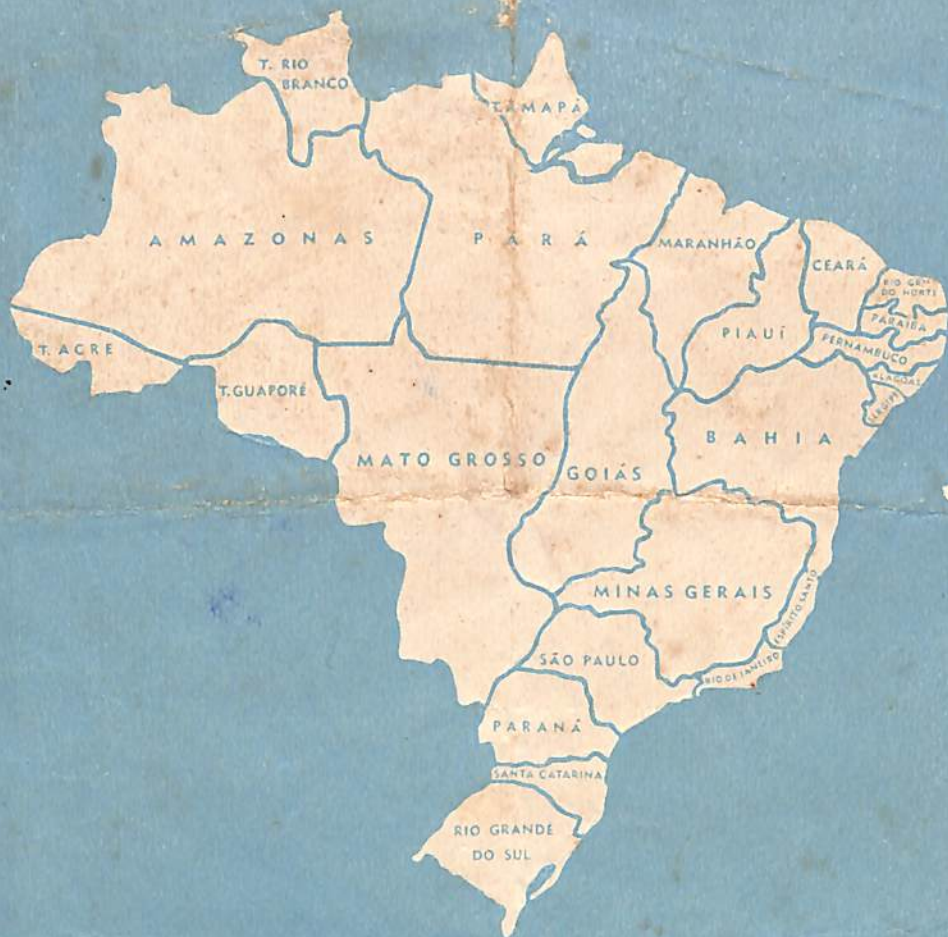 T. RIO
BRANCO
T. AMAPÁ
AMAZONAS
PARÁ
MARANHÃO
CEARÁ
RIO GDE
DO NORTE
PARAIBA
PIAUÍ
PERNAMBUCO
ALAGOAS
SERGIPE
T. ACRE
T. GUAPORÉ
BAHIA
MATO GROSSO
GOIÁS
MINAS GERAIS
ESPÍRITO SANTO
SÃO PAULO
RIO DE JANEIRO
PARANÁ
SANTA CATARINA
RIO GRANDE
DO SUL